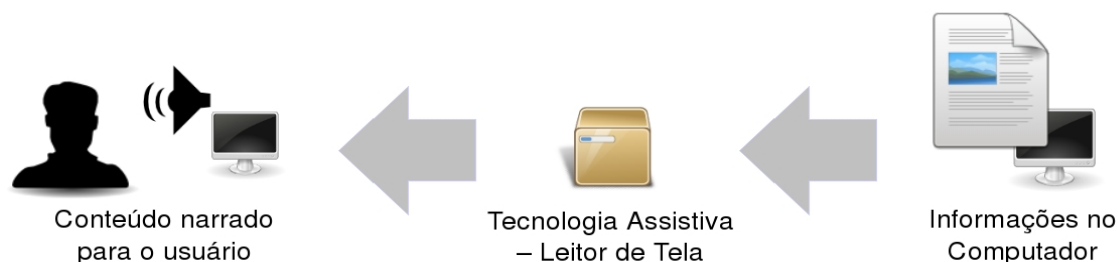 Conteúdo narrado
para o usuário
Tecnologia Assistiva
– Leitor de Tela
Informações no
Computador